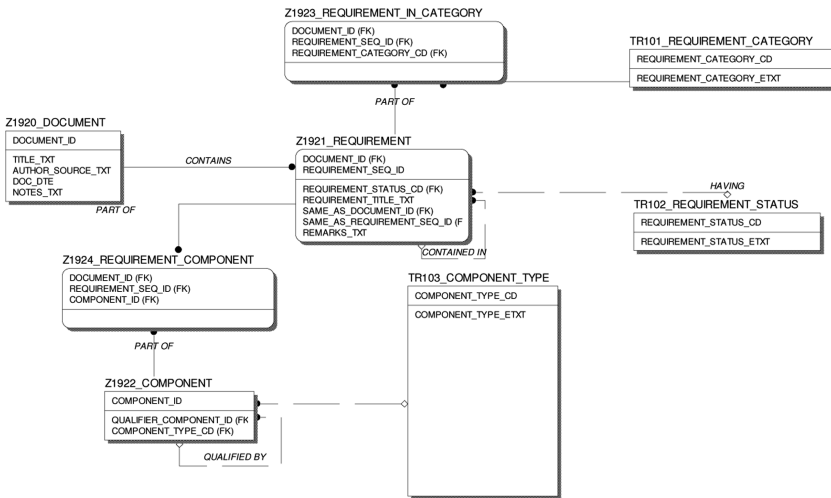 Z1923_REQUIREMENT_IN_CATEGORY
DOCUMENT_ID (FK)
REQUIREMENT_SEQ_ID (FK)
REQUIREMENT_CATEGORY_CD (FK)
TR101_REQUIREMENT_CATEGORY
REQUIREMENT_CATEGORY_CD
REQUIREMENT_CATEGORY_ETXT
PART OF
Z1920_DOCUMENT
DOCUMENT_ID
TITLE_TXT
AUTHOR_SOURCE_TXT
DOC_DTE
NOTES_TXT
CONTAINS
PART OF
Z1921_REQUIREMENT
DOCUMENT_ID (FK)
REQUIREMENT_SEQ_ID
REQUIREMENT_STATUS_CD (FK)
REQUIREMENT_TITLE_TXT
SAME_AS_DOCUMENT_ID (FK)
SAME_AS_REQUIREMENT_SEQ_ID (F
REMARKS_TXT
CONTAINED IN
HAVING
TR102_REQUIREMENT_STATUS
REQUIREMENT_STATUS_CD
REQUIREMENT_STATUS_ETXT
Z1924_REQUIREMENT_COMPONENT
DOCUMENT_ID (FK)
REQUIREMENT_SEQ_ID (FK)
COMPONENT_ID (FK)
PART OF
TR103_COMPONENT_TYPE
COMPONENT_TYPE_CD
COMPONENT_TYPE_ETXT
Z1922_COMPONENT
COMPONENT_ID
QUALIFIER_COMPONENT_ID (FK
COMPONENT_TYPE_CD (FK)
QUALIFIED BY